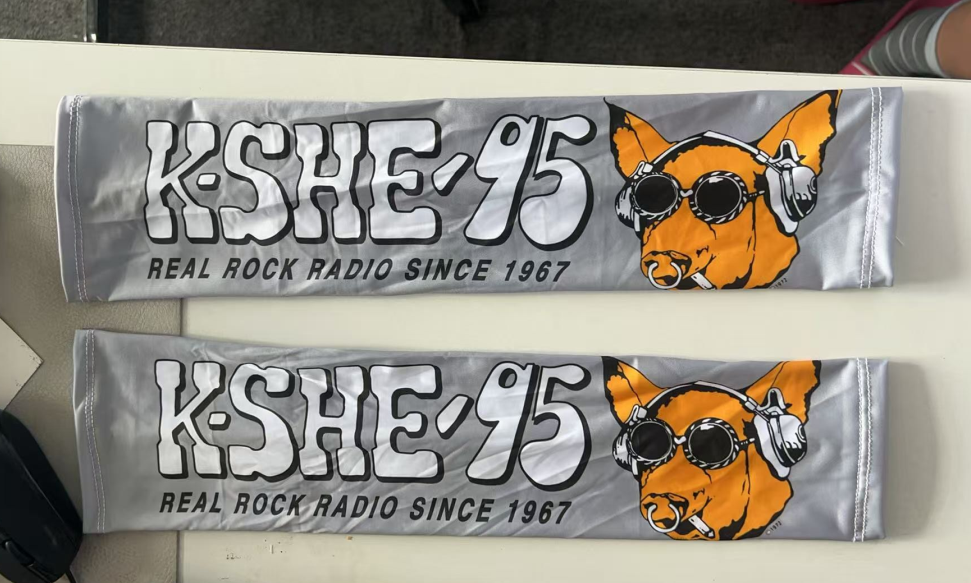 K-SHE-95
REAL ROCK RADIO SINCE 1967
K-SHE-95
REAL ROCK RADIO SINCE 1967